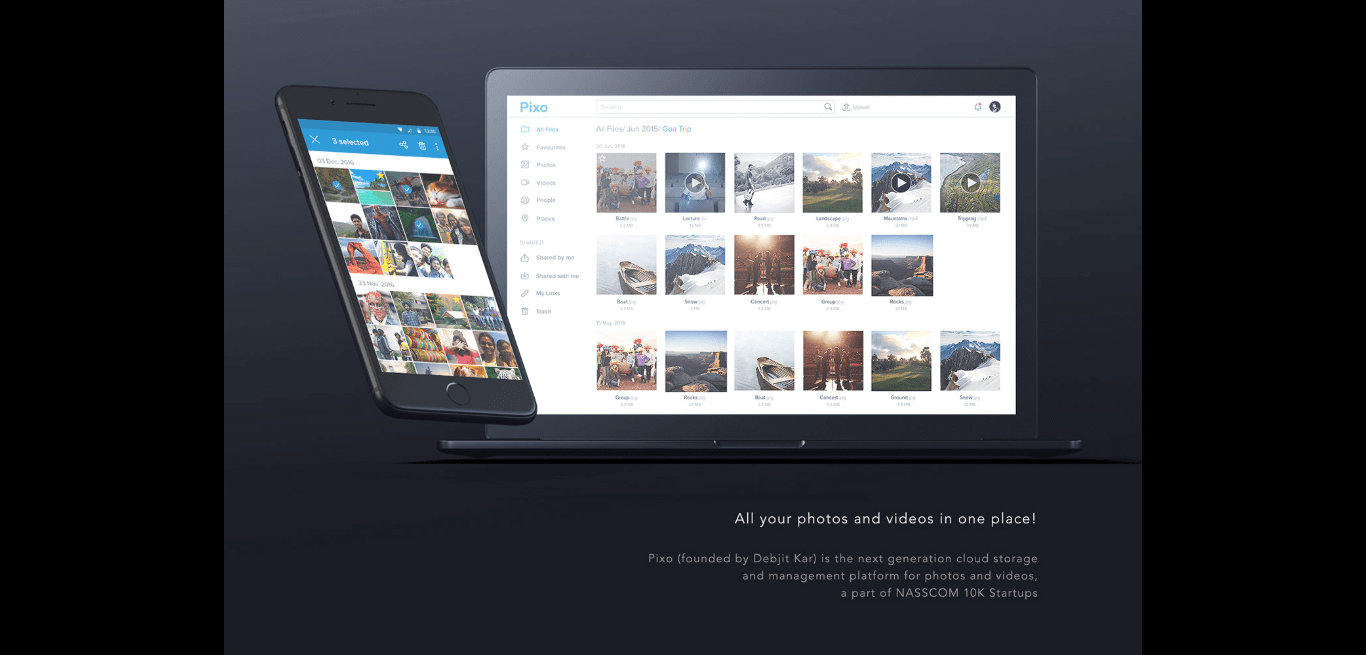 12:30
3 selected
03 Dec, 2016
23 Nov, 2016
Pixo
Search
Upload
All Files
Favourites
Photos
Videos
People
Places
SHARED
Shared by me
Shared with me
My Links
Trash
All Files/ Jun 2015/ Goa Trip
20 Jun, 2015
Battle.jpg Lecture.avi Road.jpg Landscape.jpg Mountains.mp4 Tripping.mp4
Boat.jpg Snow.jpg Concert.jpg Group.jpg Rocks.jpg
15 May, 2015
Group.jpg Rocks.jpg Boat.jpg Concert.jpg Ground.jpg Snow.jpg
All your photos and videos in one place!
Pixo (founded by Debjit Kar) is the next generation cloud storage
and management platform for photos and videos,
a part of NASSCOM 10K Startups